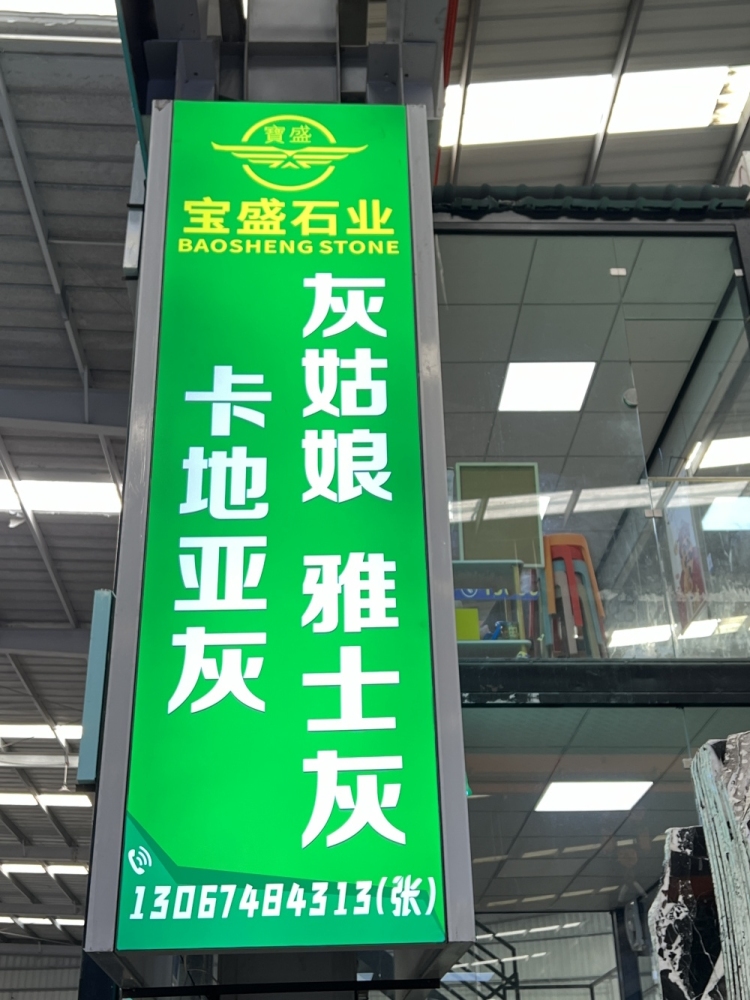 寶盛
宝盛石业
BAOSHENG STONE
灰姑娘 雅士灰
卡地亚灰
13067484313(张)